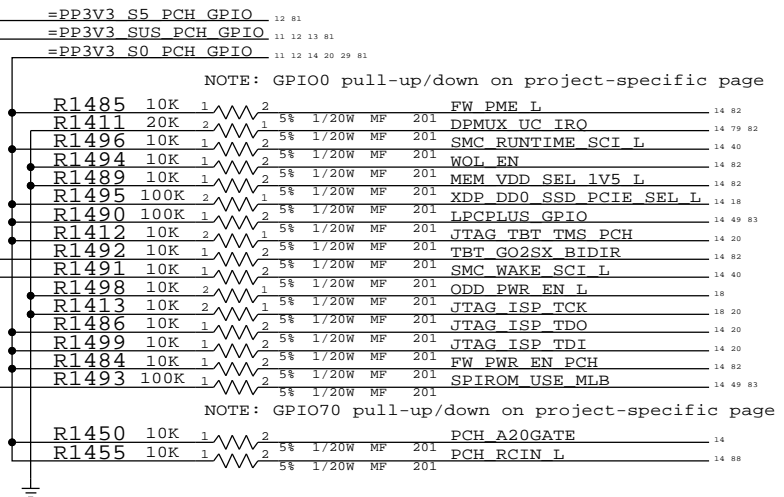 =PP3V3 S5 PCH GPIO 12 81
=PP3V3 SUS PCH GPIO 11 12 13 81
=PP3V3 S0 PCH GPIO 11 12 14 20 29 81
NOTE: GPIO0 pull-up/down on project-specific page
R1485 10K 1 2 5% 1/20W MF 201 FW_PME_L 14 82
R1411 20K 2 1 5% 1/20W MF 201 DPMUX_UC_IRQ 14 79 82
R1496 10K 1 2 5% 1/20W MF 201 SMC_RUNTIME_SCI_L 14 40
R1494 10K 1 2 5% 1/20W MF 201 WOL_EN 14 82
R1489 10K 1 2 5% 1/20W MF 201 MEM_VDD_SEL_1V5_L 14 82
R1495 100K 2 1 5% 1/20W MF 201 XDP_DD0_SSD_PCIE_SEL_L 14 18
R1490 100K 1 2 5% 1/20W MF 201 LPCPLUS_GPIO 14 49 83
R1412 10K 2 1 5% 1/20W MF 201 JTAG_TBT_TMS_PCH 14 20
R1492 10K 1 2 5% 1/20W MF 201 TBT_GO2SX_BIDIR 14 82
R1491 10K 1 2 5% 1/20W MF 201 SMC_WAKE_SCI_L 14 40
R1498 10K 2 1 5% 1/20W MF 201 ODD_PWR_EN_L 18
R1413 10K 2 1 5% 1/20W MF 201 JTAG_ISP_TCK 18 20
R1486 10K 1 2 5% 1/20W MF 201 JTAG_ISP_TDO 14 20
R1499 10K 1 2 5% 1/20W MF 201 JTAG_ISP_TDI 14 20
R1484 10K 1 2 5% 1/20W MF 201 FW_PWR_EN_PCH 14 82
R1493 100K 1 2 5% 1/20W MF 201 SPIROM_USE_MLB 14 49 83
NOTE: GPIO70 pull-up/down on project-specific page
R1450 10K 1 2 5% 1/20W MF 201 PCH_A20GATE 14
R1455 10K 1 2 5% 1/20W MF 201 PCH_RCIN_L 14 88